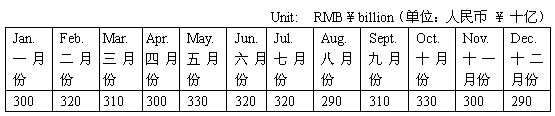 Unit: RMB ¥ billion (单位：人民币 ¥ 十亿)
Jan. Feb. Mar. Apr. May. Jun. Jul. Aug. Sept. Oct. Nov. Dec.
一月 二月 三月 四月 五月 六月 七月 八月 九月 十月 十一 十二
份 份 份 份 份 份 份 份 份 份 月份 月份
300 320 310 300 330 320 320 290 310 330 300 290